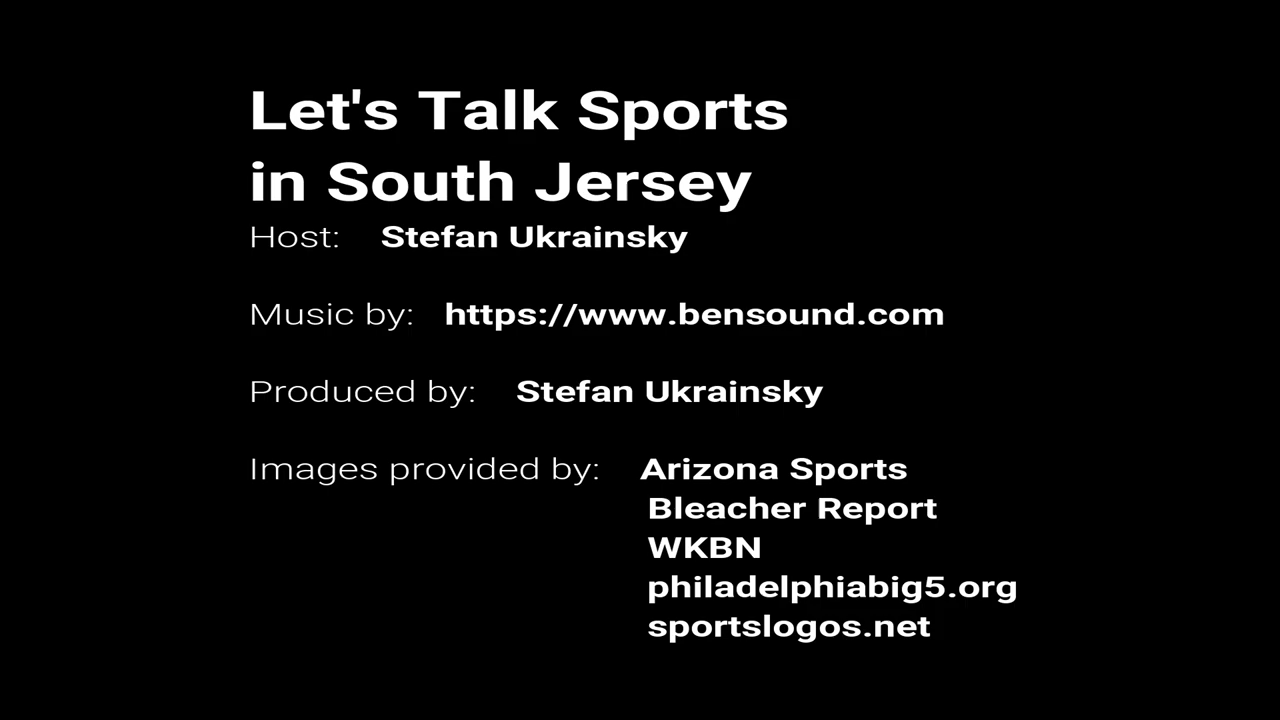 Let's Talk Sports
in South Jersey
Host: Stefan Ukrainsky
Music by: https://www.bensound.com
Produced by: Stefan Ukrainsky
Images provided by: Arizona Sports
Bleacher Report
WKBN
philadelphiabig5.org
sportslogos.net